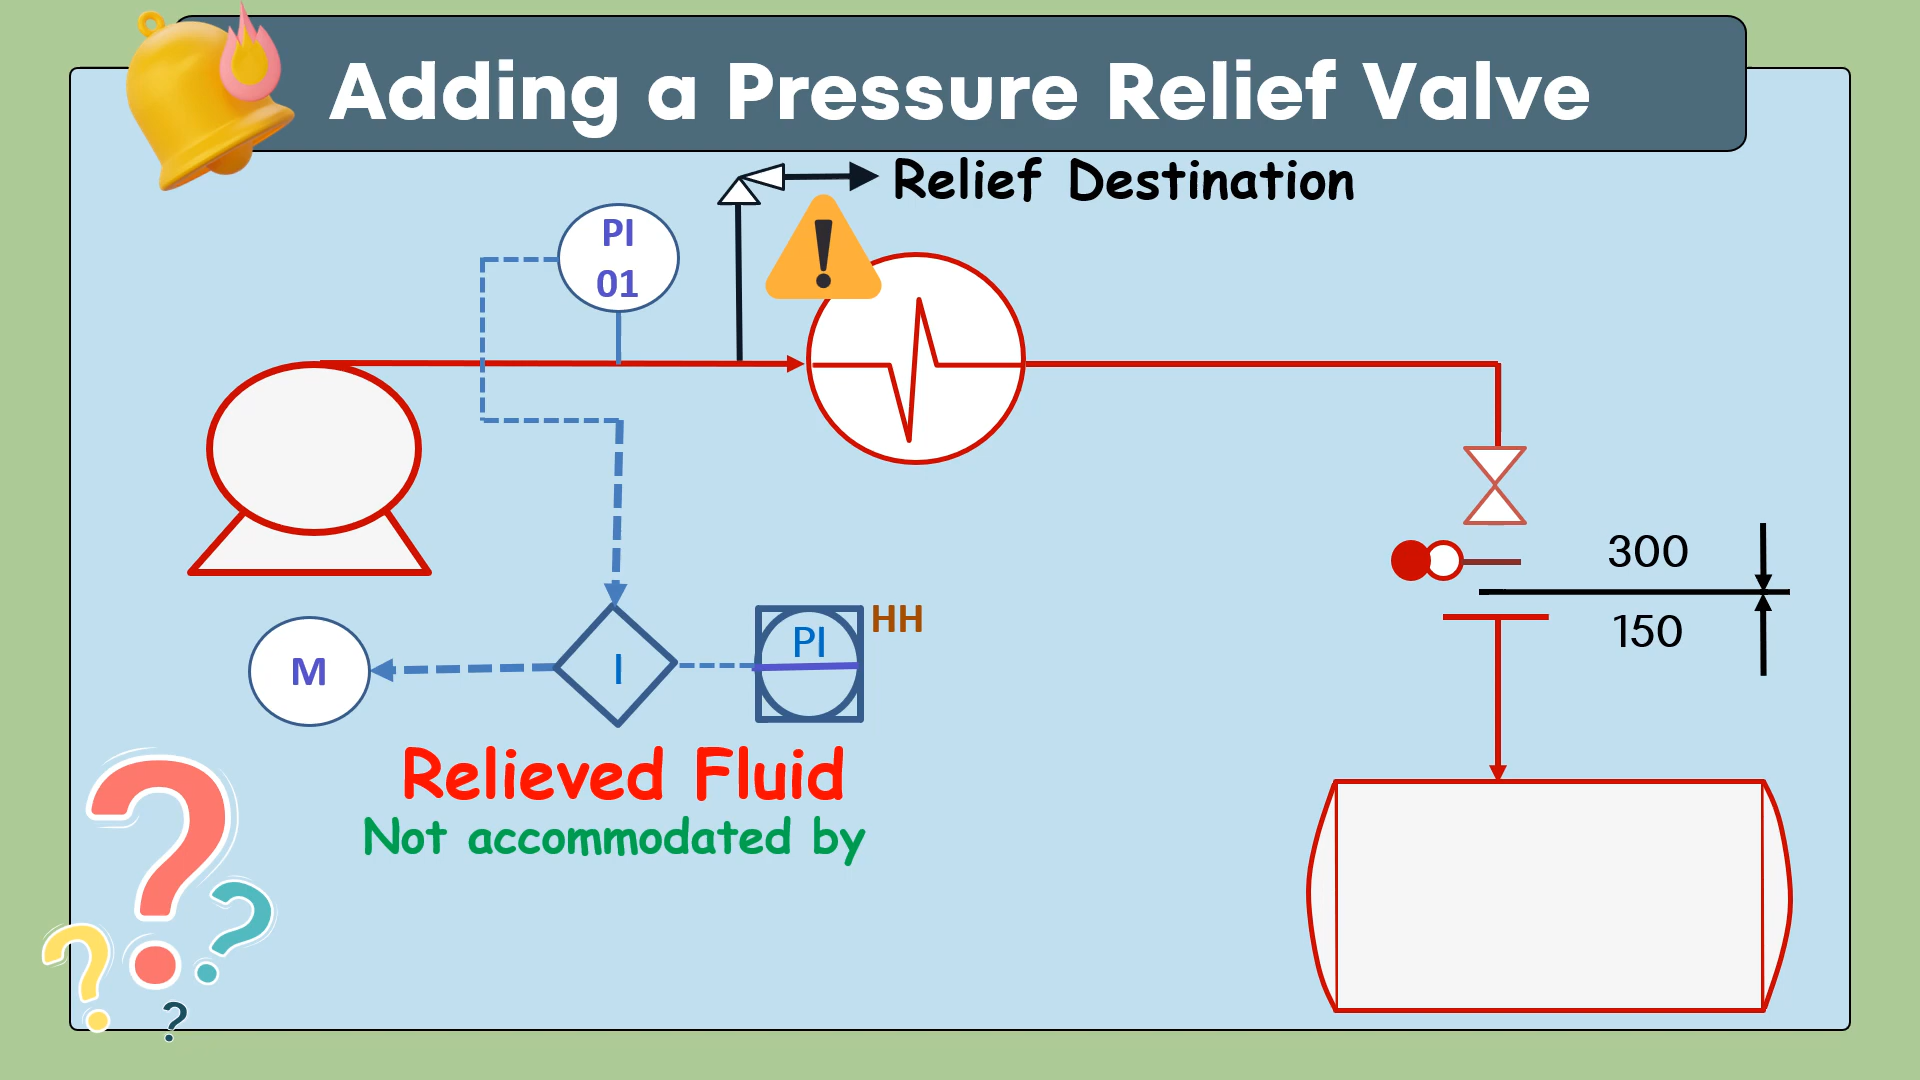 Adding a Pressure Relief Valve
Relief Destination
PI
01
300
150
HH
PI
I
M
Relieved Fluid
Not accommodated by
?
?
?
?